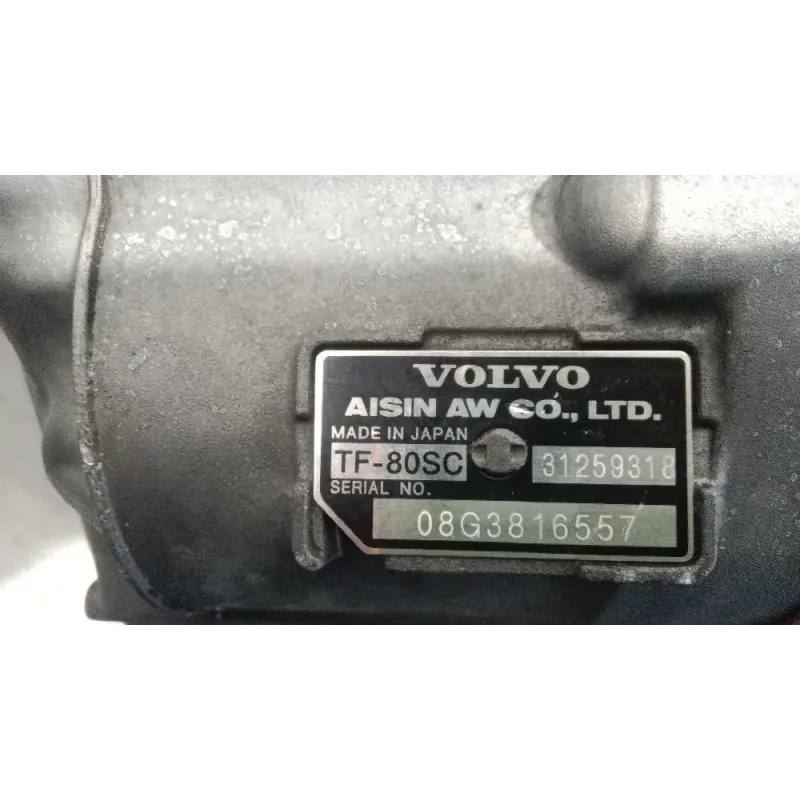 VOLVO
AISIN AW CO., LTD.
MADE IN JAPAN
TF-80SC 31259318
SERIAL NO.
08G3816557